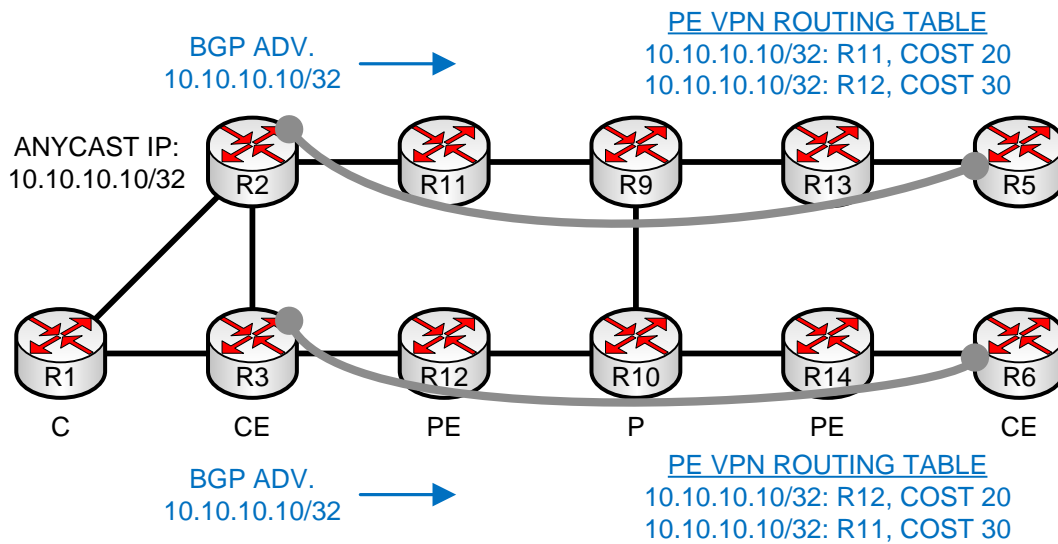 BGP ADV.
10.10.10.10/32
PE VPN ROUTING TABLE
10.10.10.10/32: R11, COST 20
10.10.10.10/32: R12, COST 30
ANYCAST IP:
10.10.10.10/32
R2
R11
R9
R13
R5
R1
R3
R12
R10
R14
R6
C
CE
PE
P
PE
CE
BGP ADV.
10.10.10.10/32
PE VPN ROUTING TABLE
10.10.10.10/32: R12, COST 20
10.10.10.10/32: R11, COST 30